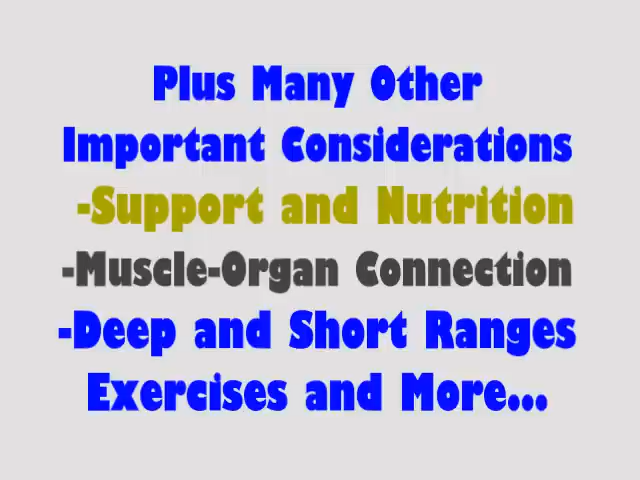 Plus Many Other
Important Considerations
-Support and Nutrition
-Muscle-Organ Connection
-Deep and Short Ranges
Exercises and More...